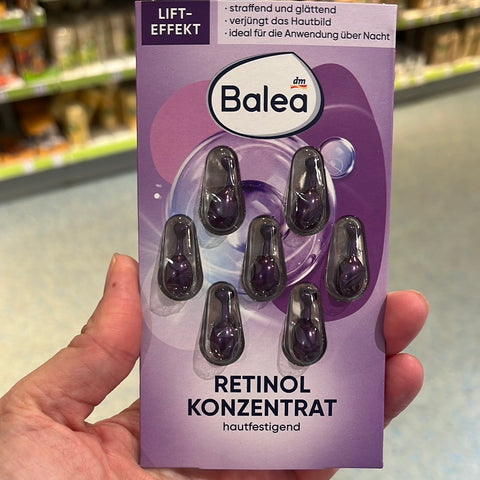 LIFT-
EFFEKT
· straffend und glättend
· verjüngt das Hautbild
· ideal für die Anwendung über Nacht
dm
Balea
RETINOL
KONZENTRAT
hautfestigend